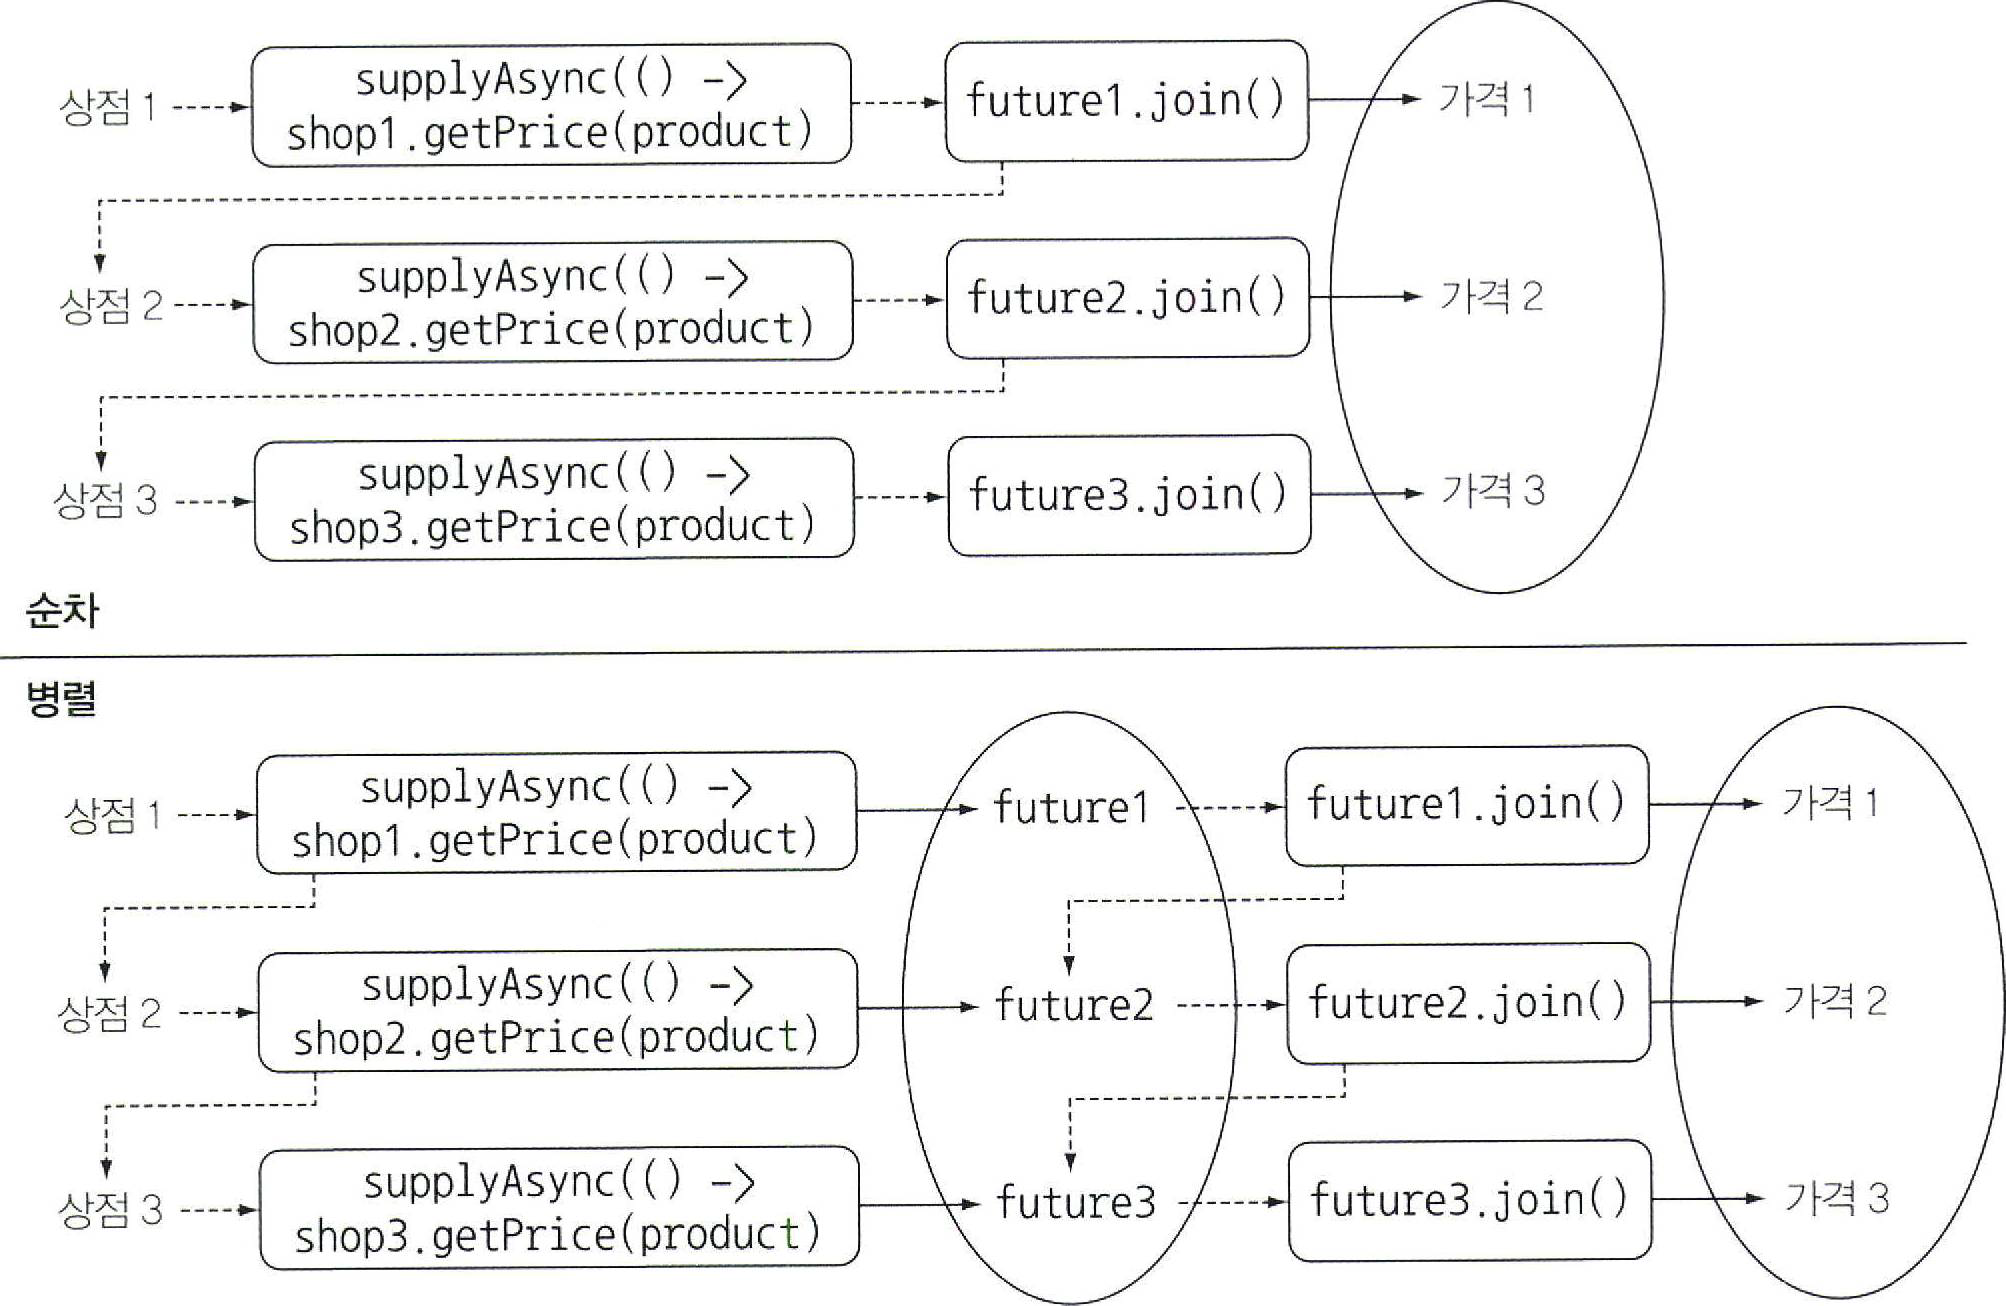 상점 1
supplyAsync(() ->
shop1.getPrice(product)
future1.join()
가격 1
상점 2
supplyAsync(() ->
shop2.getPrice(product)
future2.join()
가격 2
상점 3
supplyAsync(() ->
shop3.getPrice(product)
future3.join()
가격 3
순차
병렬
상점 1
supplyAsync(() ->
shop1.getPrice(product)
future1
future1.join()
가격 1
상점 2
supplyAsync(() ->
shop2.getPrice(product)
future2
future2.join()
가격 2
상점 3
supplyAsync(() ->
shop3.getPrice(product)
future3
future3.join()
가격 3